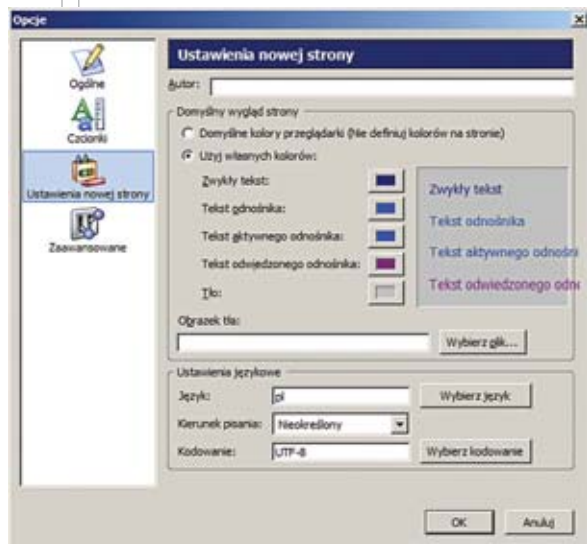 Opcje
Ogólne
Czcionki
Ustawienia nowej strony
Zaawansowane
Ustawienia nowej strony
Autor:
Domyślny wygląd strony
Domyślne kolory przeglądarki (Nie definiuj kolorów na stronie)
Użyj własnych kolorów:
Zwykły tekst:
Tekst odnośnika:
Tekst aktywnego odnośnika:
Tekst odwiedzonego odnośnika:
Tło:
Zwykły tekst
Tekst odnośnika
Tekst aktywnego odnośni
Tekst odwiedzonego odn
Obrazek tła:
Wybierz plik...
Ustawienia językowe
Język:
pl
Wybierz język
Kierunek pisania:
Nieokreślony
Kodowanie:
UTF-8
Wybierz kodowanie
OK
Anuluj